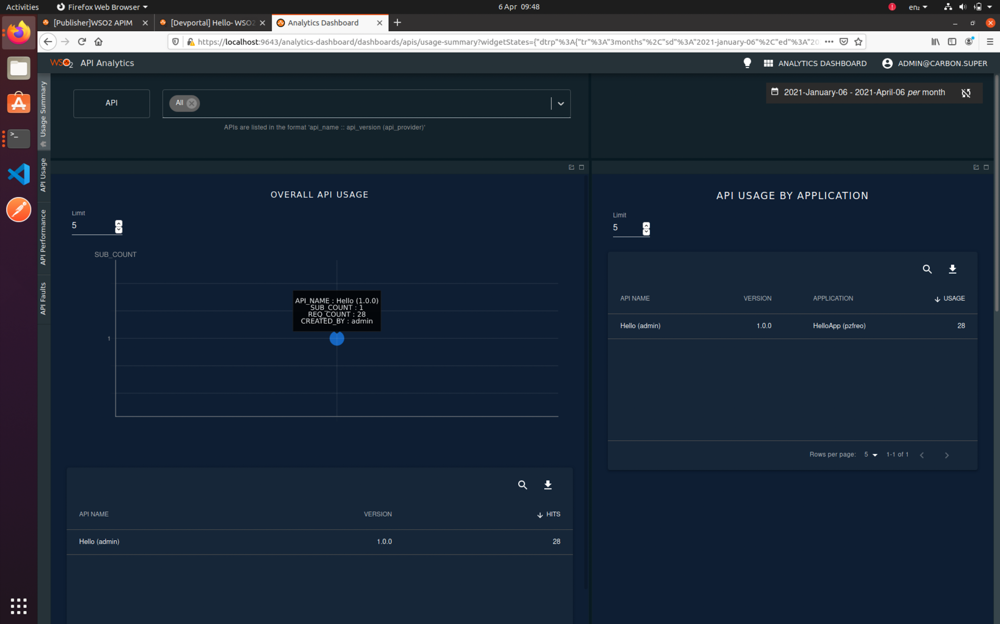 Activities
Firefox Web Browser
6 Apr 09:48
en₂
[Publisher]WSO2 APIM
[Devportal] Hello- WSO2
Analytics Dashboard
https://localhost:9643/analytics-dashboard/dashboards/apis/usage-summary?widgetStates={"dtrp"%3A{"tr"%3A"3months"%2C"sd"%3A"2021-january-06"%2C"ed"%3A"20
WSO2 API Analytics
ANALYTICS DASHBOARD
ADMIN@CARBON.SUPER
Usage Summary
API Usage
API Performance
API Faults
API
All
APIs are listed in the format 'api_name :: api_version (api_provider)'
2021-January-06 - 2021-April-06 per month
OVERALL API USAGE
Limit
5
SUB_COUNT
API_NAME : Hello (1.0.0)
SUB_COUNT : 1
REQ_COUNT : 28
CREATED_BY : admin
1
API NAME VERSION HITS
Hello (admin) 1.0.0 28
API USAGE BY APPLICATION
Limit
5
API NAME VERSION APPLICATION USAGE
Hello (admin) 1.0.0 HelloApp (pzfreo) 28
Rows per page: 5 1-1 of 1